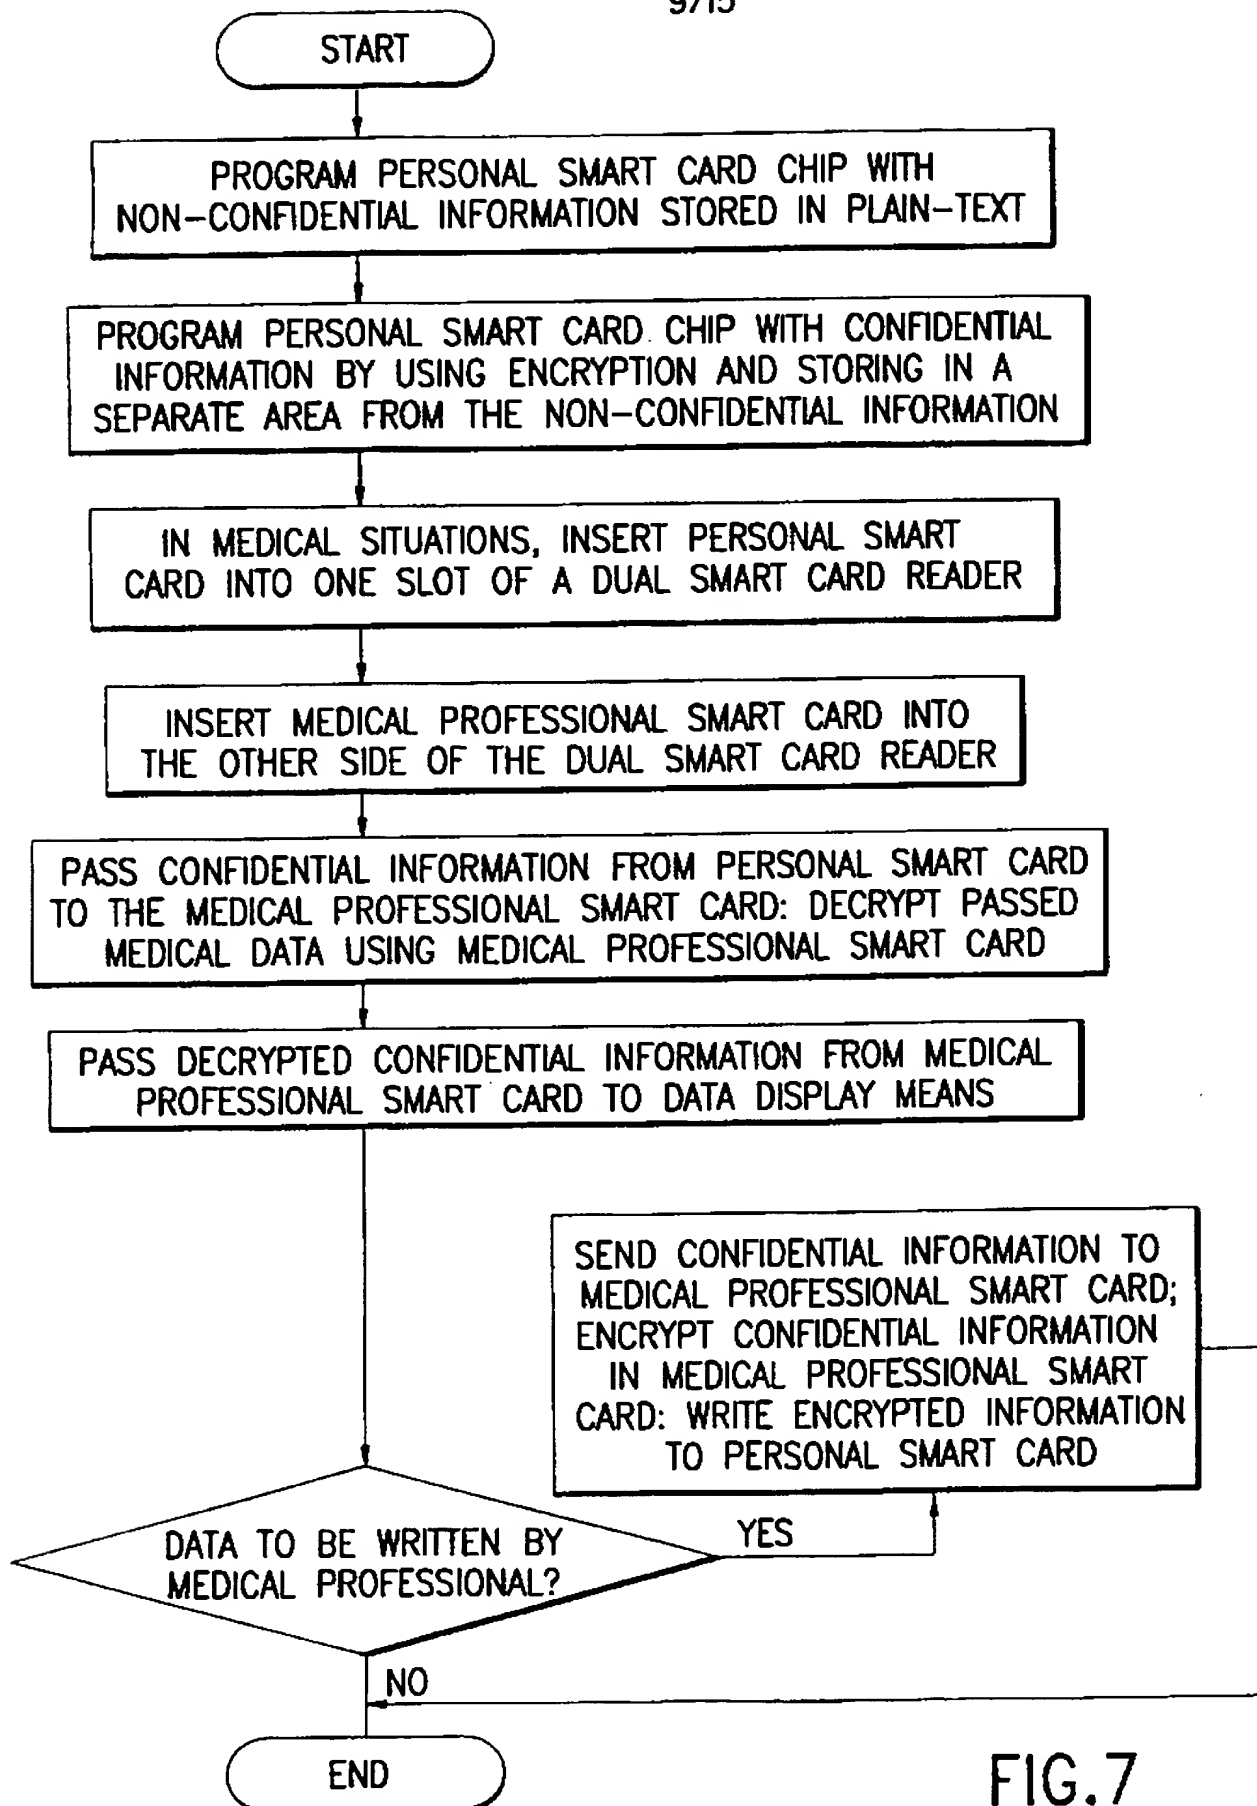 9/15
START
PROGRAM PERSONAL SMART CARD CHIP WITH
NON-CONFIDENTIAL INFORMATION STORED IN PLAIN-TEXT
PROGRAM PERSONAL SMART CARD CHIP WITH CONFIDENTIAL
INFORMATION BY USING ENCRYPTION AND STORING IN A
SEPARATE AREA FROM THE NON-CONFIDENTIAL INFORMATION
IN MEDICAL SITUATIONS, INSERT PERSONAL SMART
CARD INTO ONE SLOT OF A DUAL SMART CARD READER
INSERT MEDICAL PROFESSIONAL SMART CARD INTO
THE OTHER SIDE OF THE DUAL SMART CARD READER
PASS CONFIDENTIAL INFORMATION FROM PERSONAL SMART CARD
TO THE MEDICAL PROFESSIONAL SMART CARD: DECRYPT PASSED
MEDICAL DATA USING MEDICAL PROFESSIONAL SMART CARD
PASS DECRYPTED CONFIDENTIAL INFORMATION FROM MEDICAL
PROFESSIONAL SMART CARD TO DATA DISPLAY MEANS
SEND CONFIDENTIAL INFORMATION TO
MEDICAL PROFESSIONAL SMART CARD;
ENCRYPT CONFIDENTIAL INFORMATION
IN MEDICAL PROFESSIONAL SMART
CARD: WRITE ENCRYPTED INFORMATION
TO PERSONAL SMART CARD
DATA TO BE WRITTEN BY
MEDICAL PROFESSIONAL?
YES
NO
END
FIG.7